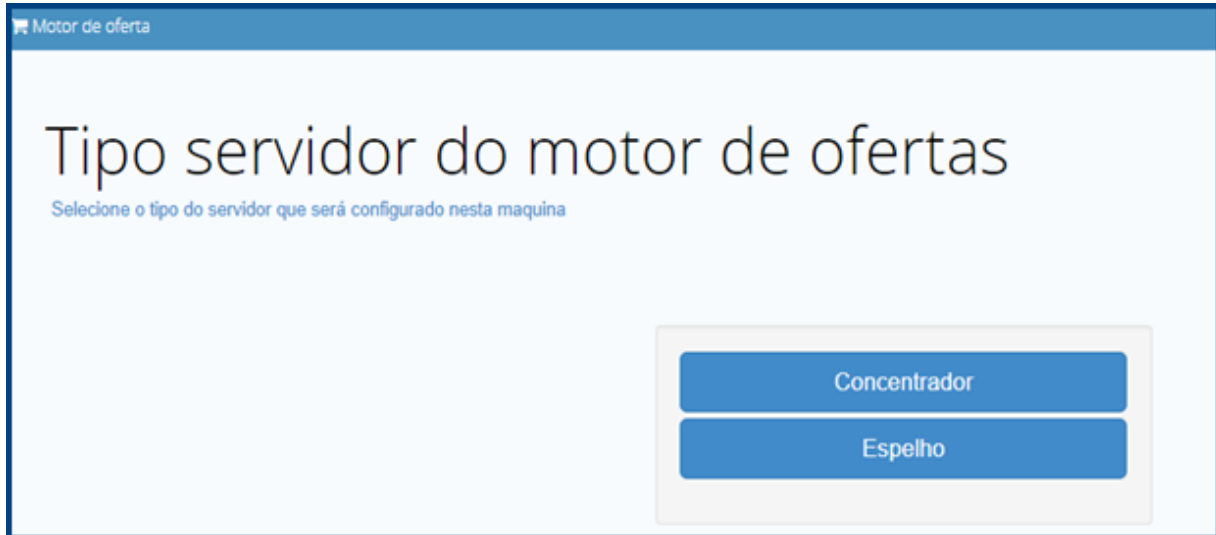 Motor de oferta
Tipo servidor do motor de ofertas
Selecione o tipo do servidor que será configurado nesta maquina
Concentrador
Espelho